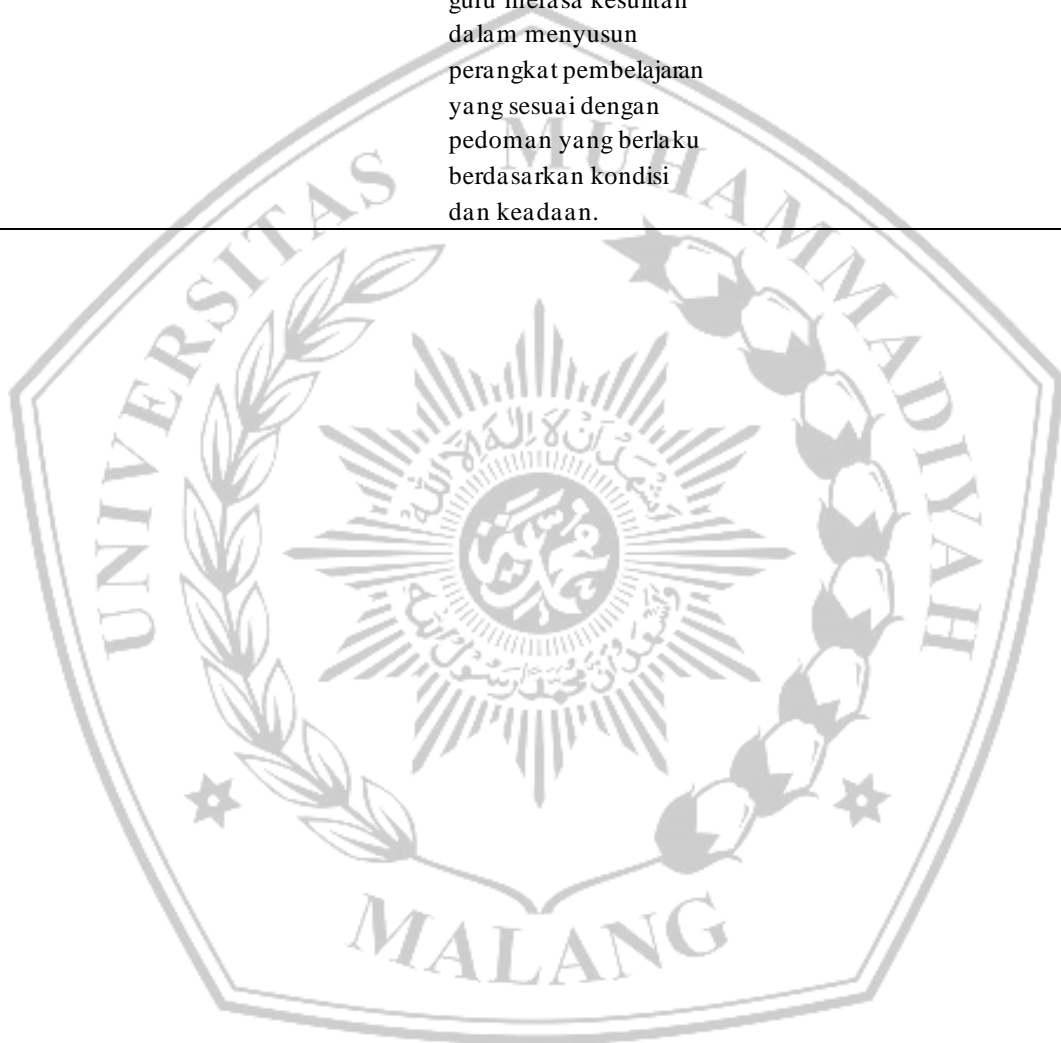 guru merasa kesulitan
dalam menyusun
perangkat pembelajaran
yang sesuai dengan
pedoman yang berlaku
berdasarkan kondisi
dan keadaan.
UNIVERSITAS MUHAMMADIYAH
MALANG